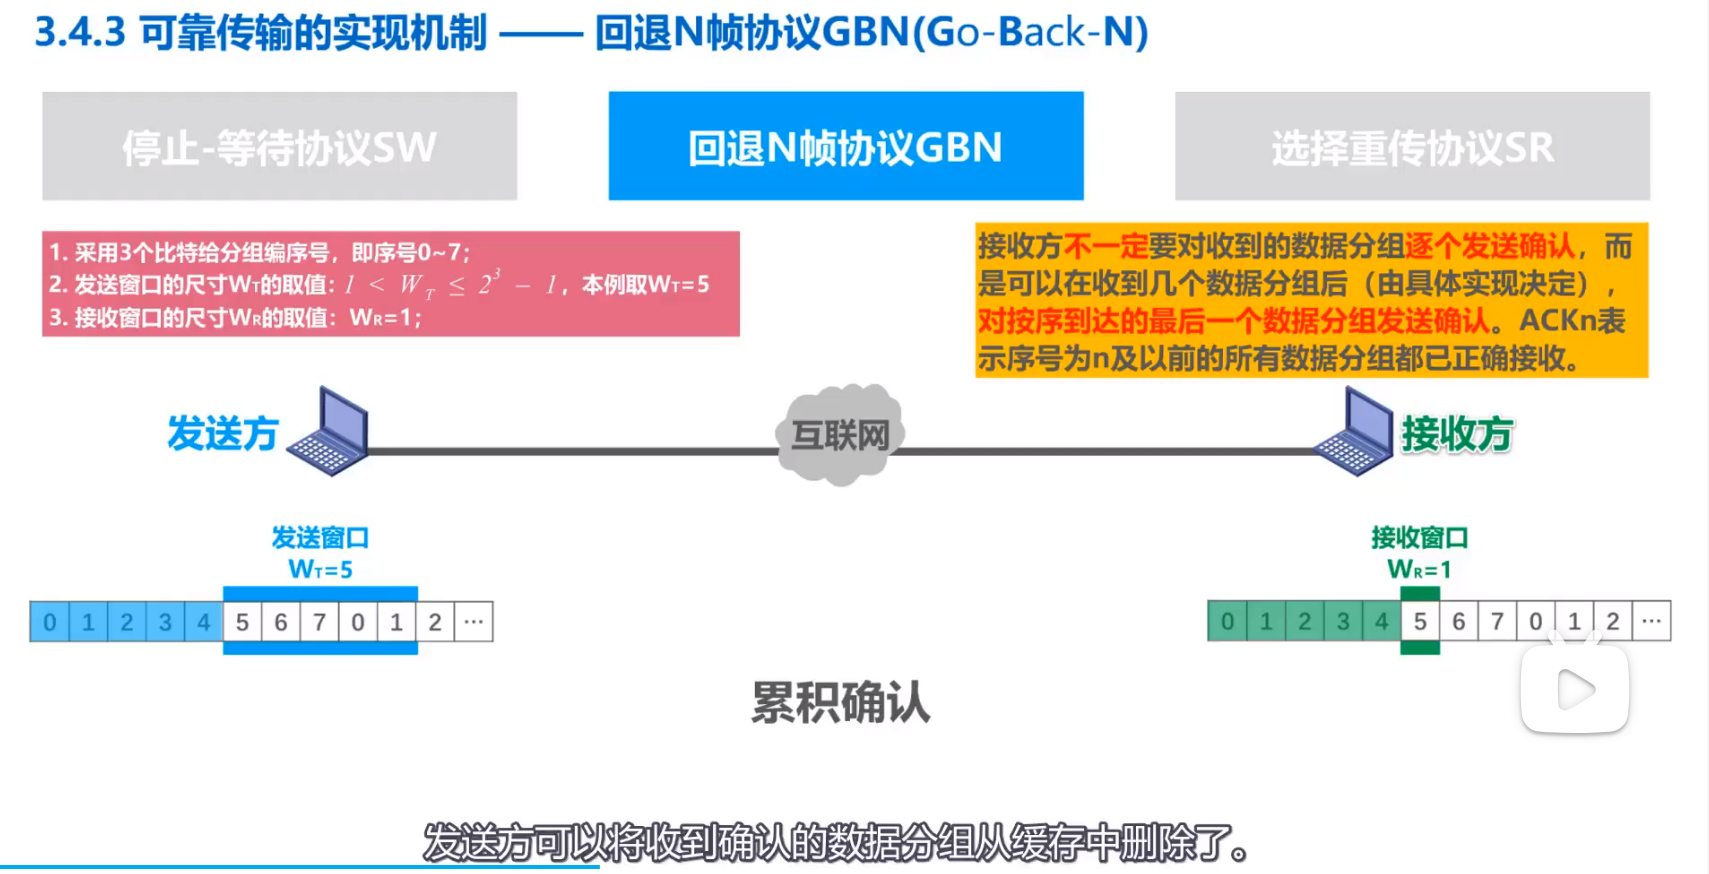 3.4.3 可靠传输的实现机制 —— 回退N帧协议GBN(Go-Back-N)
停止-等待协议SW
回退N帧协议GBN
选择重传协议SR
1. 采用3个比特给分组编序号，即序号0~7；
2. 发送窗口的尺寸WT的取值：1 < W_T ≤ 2^3 − 1，本例取WT=5
3. 接收窗口的尺寸WR的取值：WR=1；
接收方不一定要对收到的数据分组逐个发送确认，而
是可以在收到几个数据分组后（由具体实现决定），
对按序到达的最后一个数据分组发送确认。ACKn表
示序号为n及以前的所有数据分组都已正确接收。
发送方
互联网
接收方
发送窗口
WT=5
0 1 2 3 4 5 6 7 0 1 2 ···
接收窗口
WR=1
0 1 2 3 4 5 6 7 0 1 2 ···
累积确认
发送方可以将收到确认的数据分组从缓存中删除了。